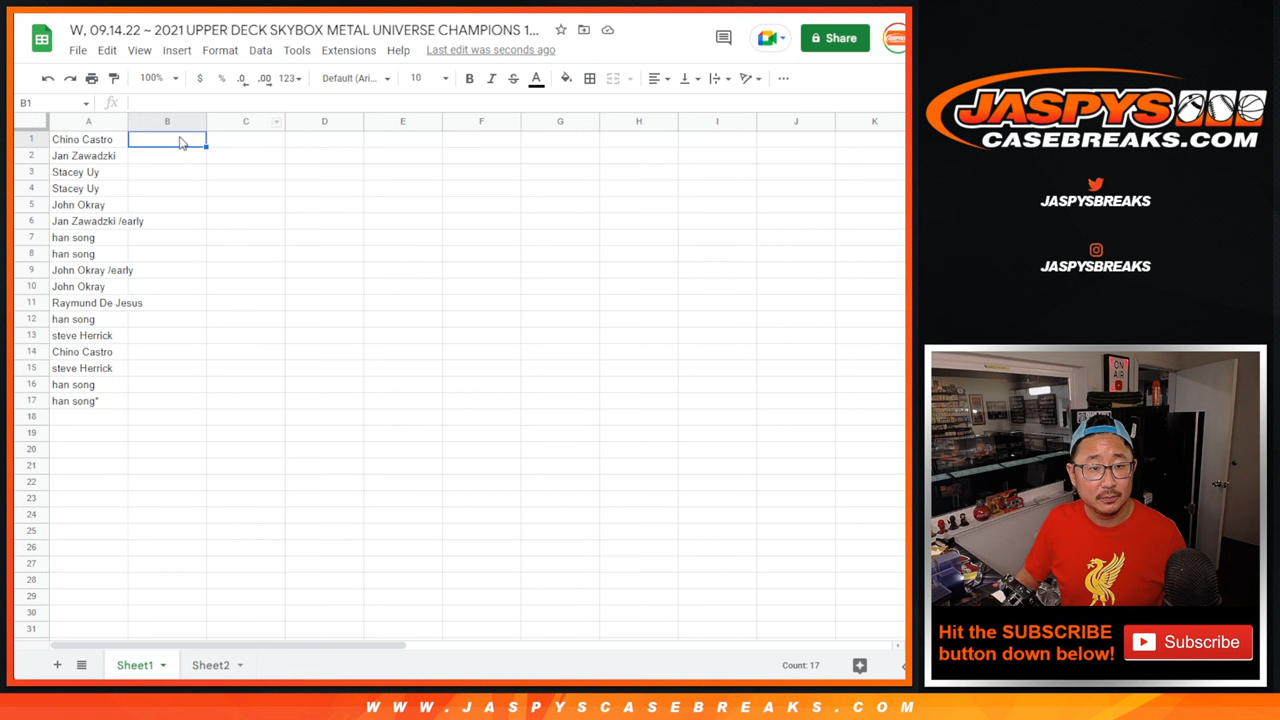 W, 09.14.22 ~ 2021 UPPER DECK SKYBOX METAL UNIVERSE CHAMPIONS 1...
File Edit View Insert Format Data Tools Extensions Help Last edit was seconds ago
Share
100% $ % .0 .00 123 Default (Ari... 10 B I S A ...
B1 fx
A B C D E F G H I J K
1 Chino Castro
2 Jan Zawadzki
3 Stacey Uy
4 Stacey Uy
5 John Okray
6 Jan Zawadzki /early
7 han song
8 han song
9 John Okray /early
10 John Okray
11 Raymund De Jesus
12 han song
13 steve Herrick
14 Chino Castro
15 steve Herrick
16 han song
17 han song"
18
19
20
21
22
23
24
25
26
27
28
29
30
31
Sheet1 Sheet2 Count: 17
JASPYS
CASEBREAKS.COM
JASPYSBREAKS
JASPYSBREAKS
ON
AIR
Hit the SUBSCRIBE
button down below!
Subscribe
WWW.JASPYSCASEBREAKS.COM